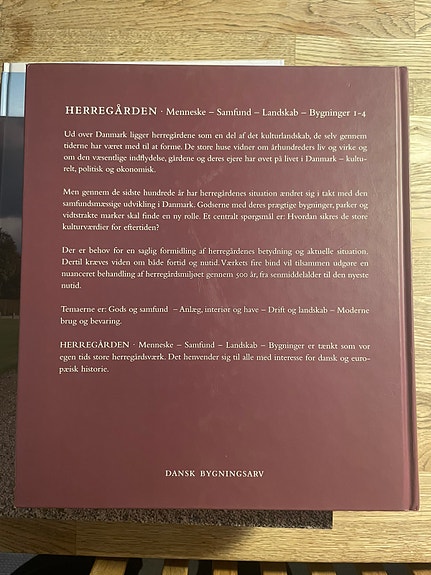 HERREGÅRDEN · Menneske – Samfund – Landskab – Bygninger 1-4
Ud over Danmark ligger herregårdene som en del af det kulturlandskab, de selv gennem
tiderne har været med til at forme. De store huse vidner om århundreders liv og virke og
om den væsentlige indflydelse, gårdene og deres ejere har øvet på livet i Danmark – kultu-
relt, politisk og økonomisk.
Men gennem de sidste hundrede år har herregårdenes situation ændret sig i takt med den
samfundsmæssige udvikling i Danmark. Godserne med deres prægtige bygninger, parker og
vidtstrakte marker skal finde en ny rolle. Et centralt spørgsmål er: Hvordan sikres de store
kulturværdier for eftertiden?
Der er behov for en saglig formidling af herregårdenes betydning og aktuelle situation.
Dertil kræves viden om både fortid og nutid. Værkets fire bind vil tilsammen udgøre en
nuanceret behandling af herregårdsmiljøet gennem 500 år, fra senmiddelalder til den nyeste
nutid.
Temaerne er: Gods og samfund – Anlæg, interiør og have – Drift og landskab – Moderne
brug og bevaring.
HERREGÅRDEN · Menneske – Samfund – Landskab – Bygninger er tænkt som vor
egen tids store herregårdsværk. Det henvender sig til alle med interesse for dansk og euro-
pæisk historie.
DANSK BYGNINGSARV